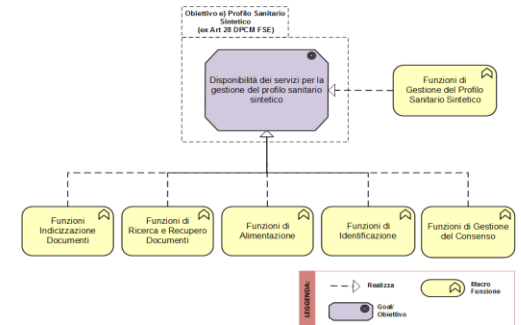 Obiettivo e) Profilo Sanitario
Sintetico
(ex Art 28 DPCM FSE)
Disponibilità dei servizi per la
gestione del profilo sanitario
sintetico
Funzioni di
Gestione del Profilo
Sanitario Sintetico
Funzioni
Indicizzazione
Documenti
Funzioni di
Ricerca e Recupero
Documenti
Funzioni di
Alimentazione
Funzioni di
Identificazione
Funzioni di Gestione
del Consenso
LEGGENDA:
Realizza
Macro
Funzione
Goal/
Obiettivo